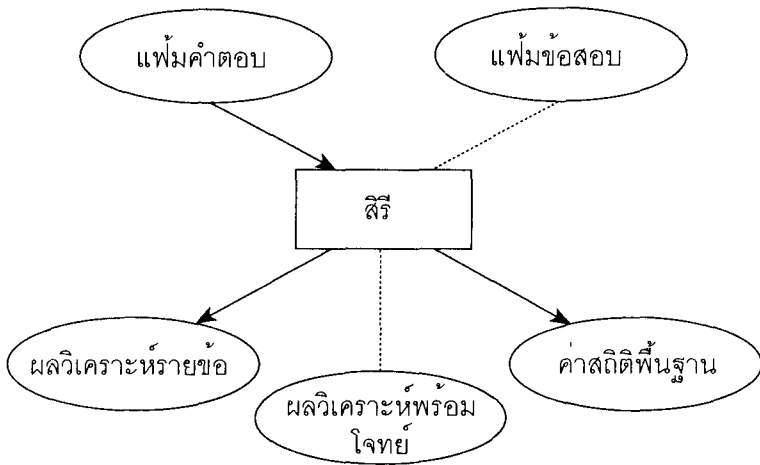 แฟ้มคำตอบ
แฟ้มข้อสอบ
สิรี
ผลวิเคราะห์รายข้อ
ค่าสถิติพื้นฐาน
ผลวิเคราะห์พร้อม
โจทย์